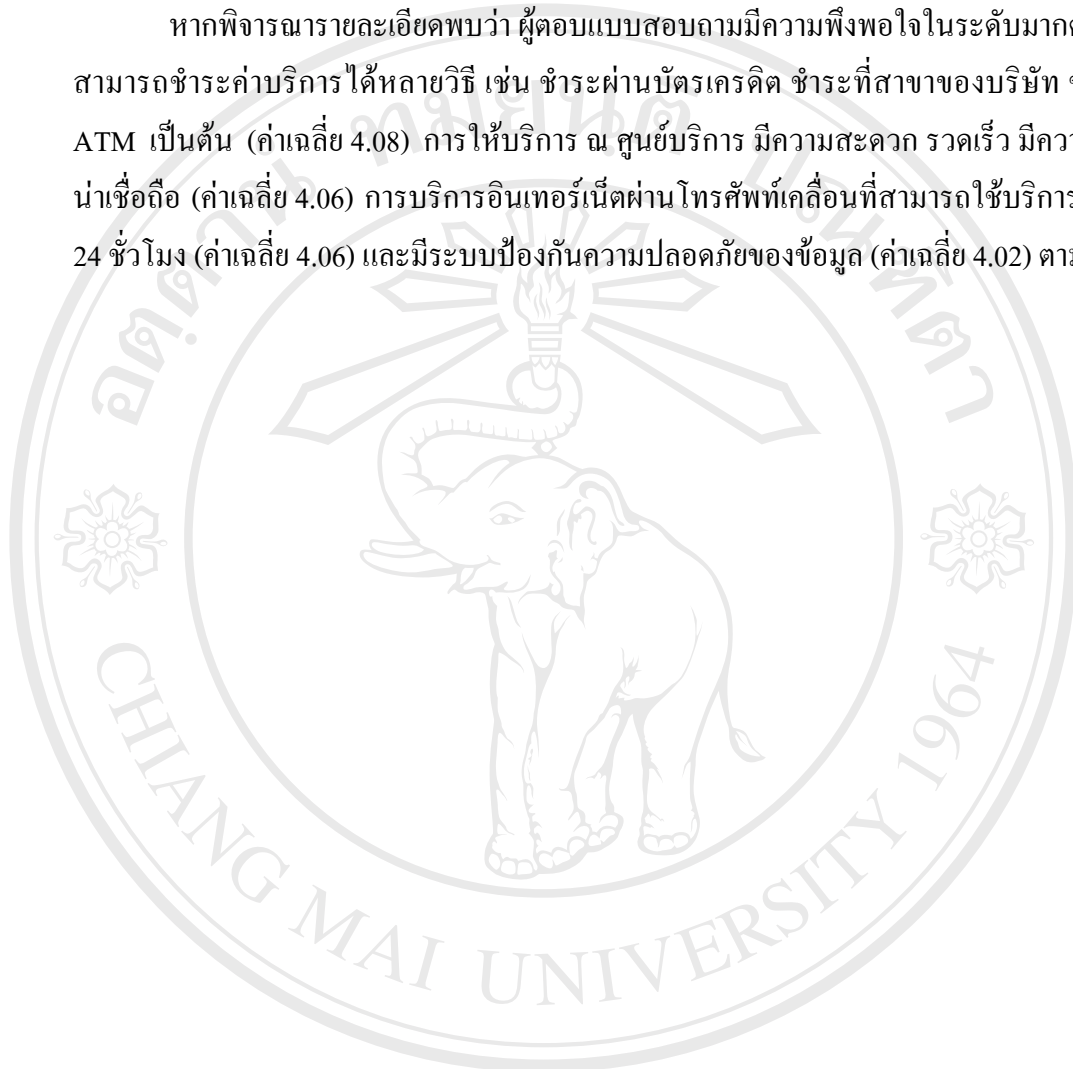 หากพิจารณารายละเอียดพบว่า ผู้ตอบแบบสอบถามมีความพึงพอใจในระดับมาก
สามารถชำระค่าบริการได้หลายวิธี เช่น ชำระผ่านบัตรเครดิต ชำระที่สาขาของบริษัท
ATM เป็นต้น (ค่าเฉลี่ย 4.08) การให้บริการ ณ ศูนย์บริการ มีความสะดวก รวดเร็ว
น่าเชื่อถือ (ค่าเฉลี่ย 4.06) การบริการอินเทอร์เน็ตผ่านโทรศัพท์เคลื่อนที่สามารถใช้บริการ
24 ชั่วโมง (ค่าเฉลี่ย 4.06) และมีระบบป้องกันความปลอดภัยของข้อมูล (ค่าเฉลี่ย 4.02)
อตฺตานํ ทมยนฺติ ปณฺฑิตา
CHIANG MAI UNIVERSITY 1964